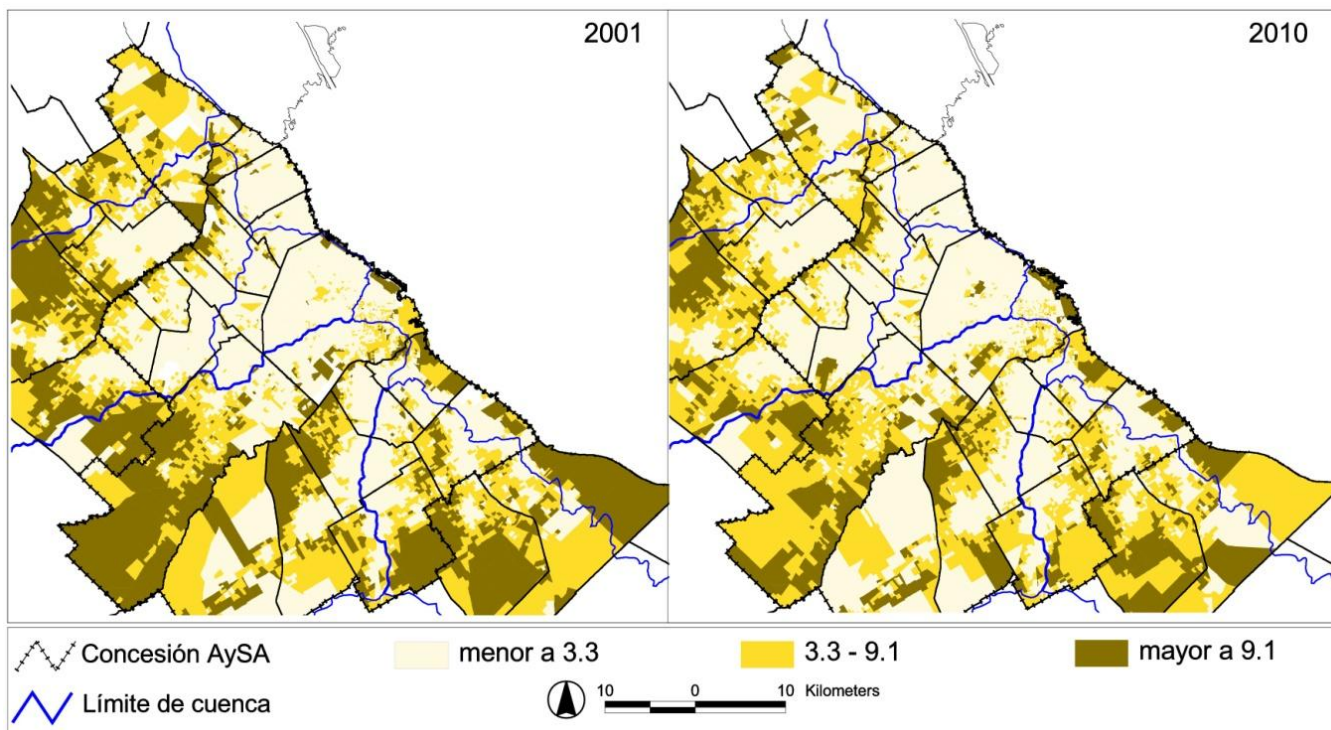 2001
2010
Concesión AySA
menor a 3.3
3.3 - 9.1
mayor a 9.1
Límite de cuenca
10 0 10 Kilometers